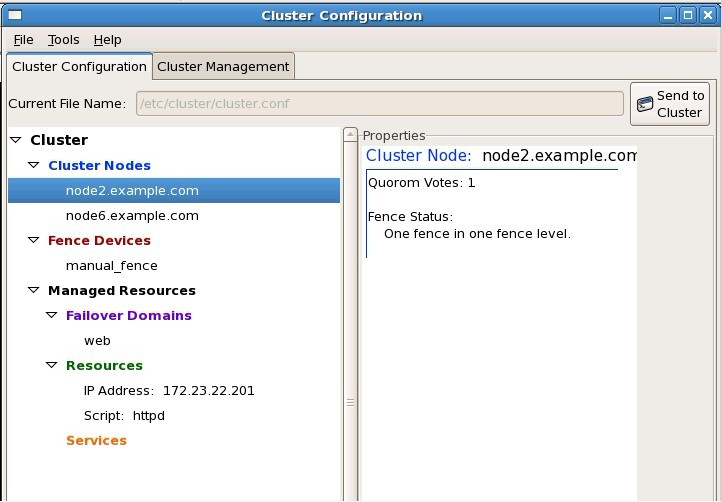 Cluster Configuration
File Tools Help
Cluster Configuration Cluster Management
Current File Name: /etc/cluster/cluster.conf Send to Cluster
Cluster
Cluster Nodes
node2.example.com
node6.example.com
Fence Devices
manual_fence
Managed Resources
Failover Domains
web
Resources
IP Address: 172.23.22.201
Script: httpd
Services
Properties
Cluster Node: node2.example.com
Quorom Votes: 1
Fence Status:
One fence in one fence level.